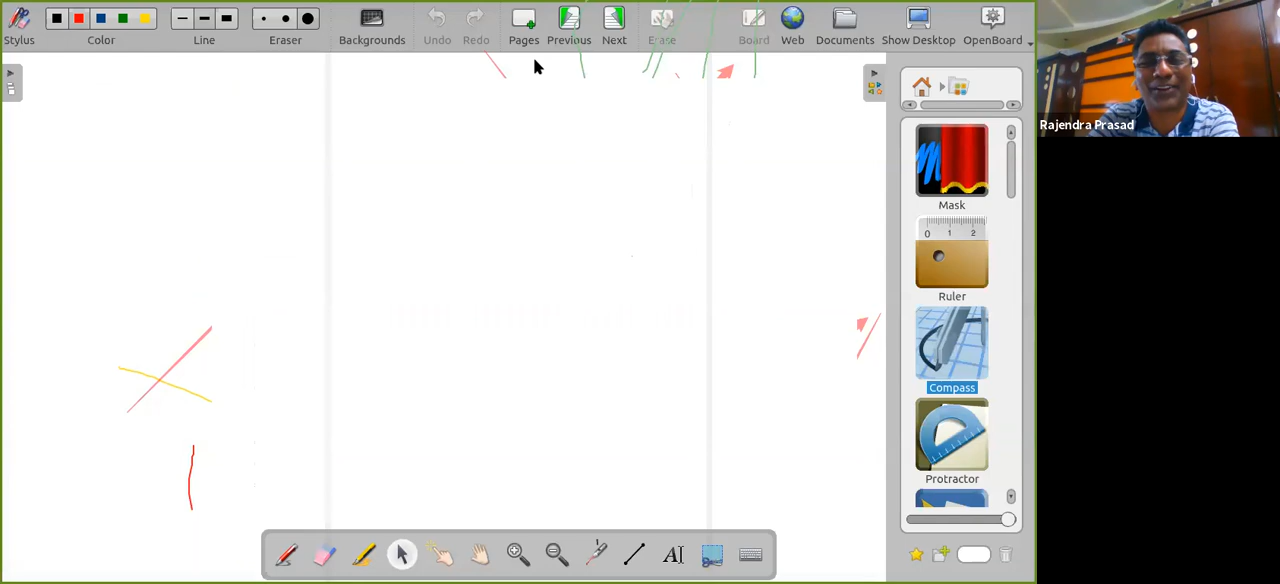 Stylus Color Line Eraser Backgrounds Undo Redo Pages Previous Next Erase Board Web Documents Show Desktop OpenBoard
Rajendra Prasad
Mask
0 1 2
Ruler
Compass
Protractor